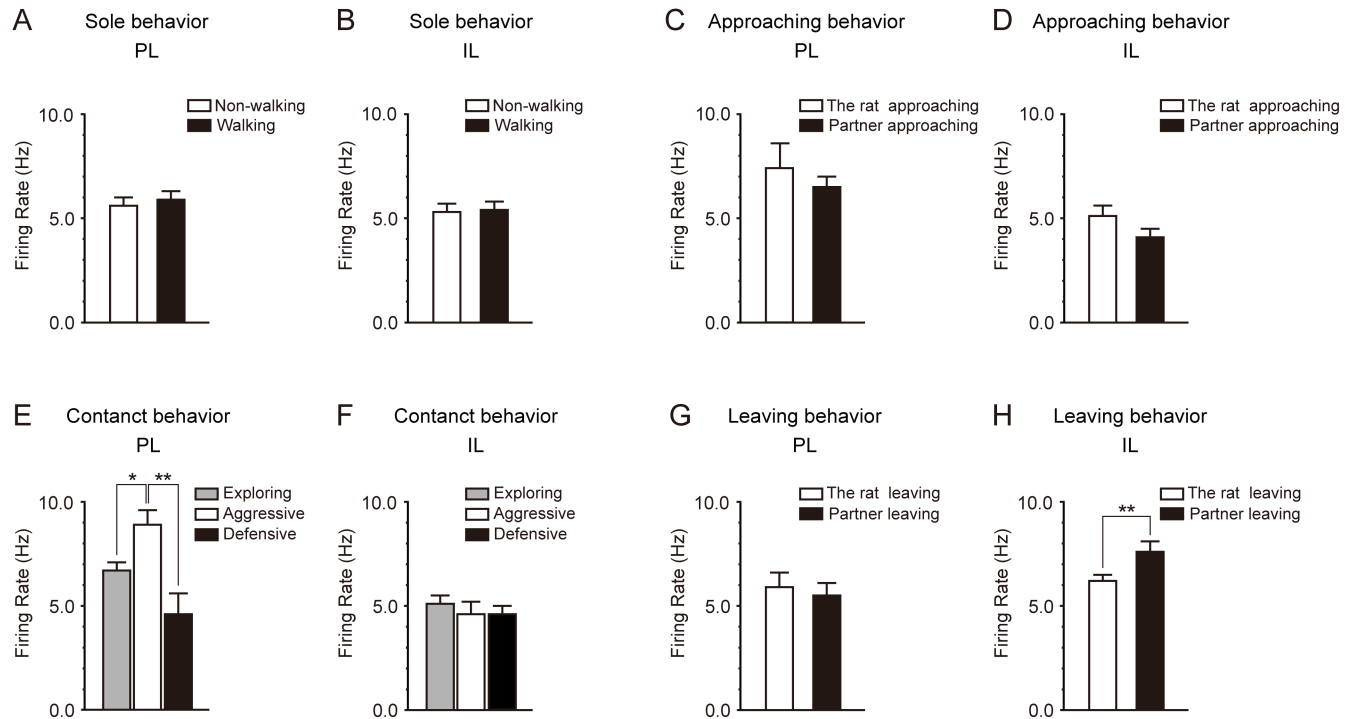 A Sole behavior
PL
Non-walking
Walking
10.0
5.0
0.0
Firing Rate (Hz)
B Sole behavior
IL
Non-walking
Walking
10.0
5.0
0.0
Firing Rate (Hz)
C Approaching behavior
PL
The rat approaching
Partner approaching
10.0
5.0
0.0
Firing Rate (Hz)
D Approaching behavior
IL
The rat approaching
Partner approaching
10.0
5.0
0.0
Firing Rate (Hz)
E Contanct behavior
PL
* **
Exploring
Aggressive
Defensive
10.0
5.0
0.0
Firing Rate (Hz)
F Contanct behavior
IL
Exploring
Aggressive
Defensive
10.0
5.0
0.0
Firing Rate (Hz)
G Leaving behavior
PL
The rat leaving
Partner leaving
10.0
5.0
0.0
Firing Rate (Hz)
H Leaving behavior
IL
The rat leaving
Partner leaving
**
10.0
5.0
0.0
Firing Rate (Hz)